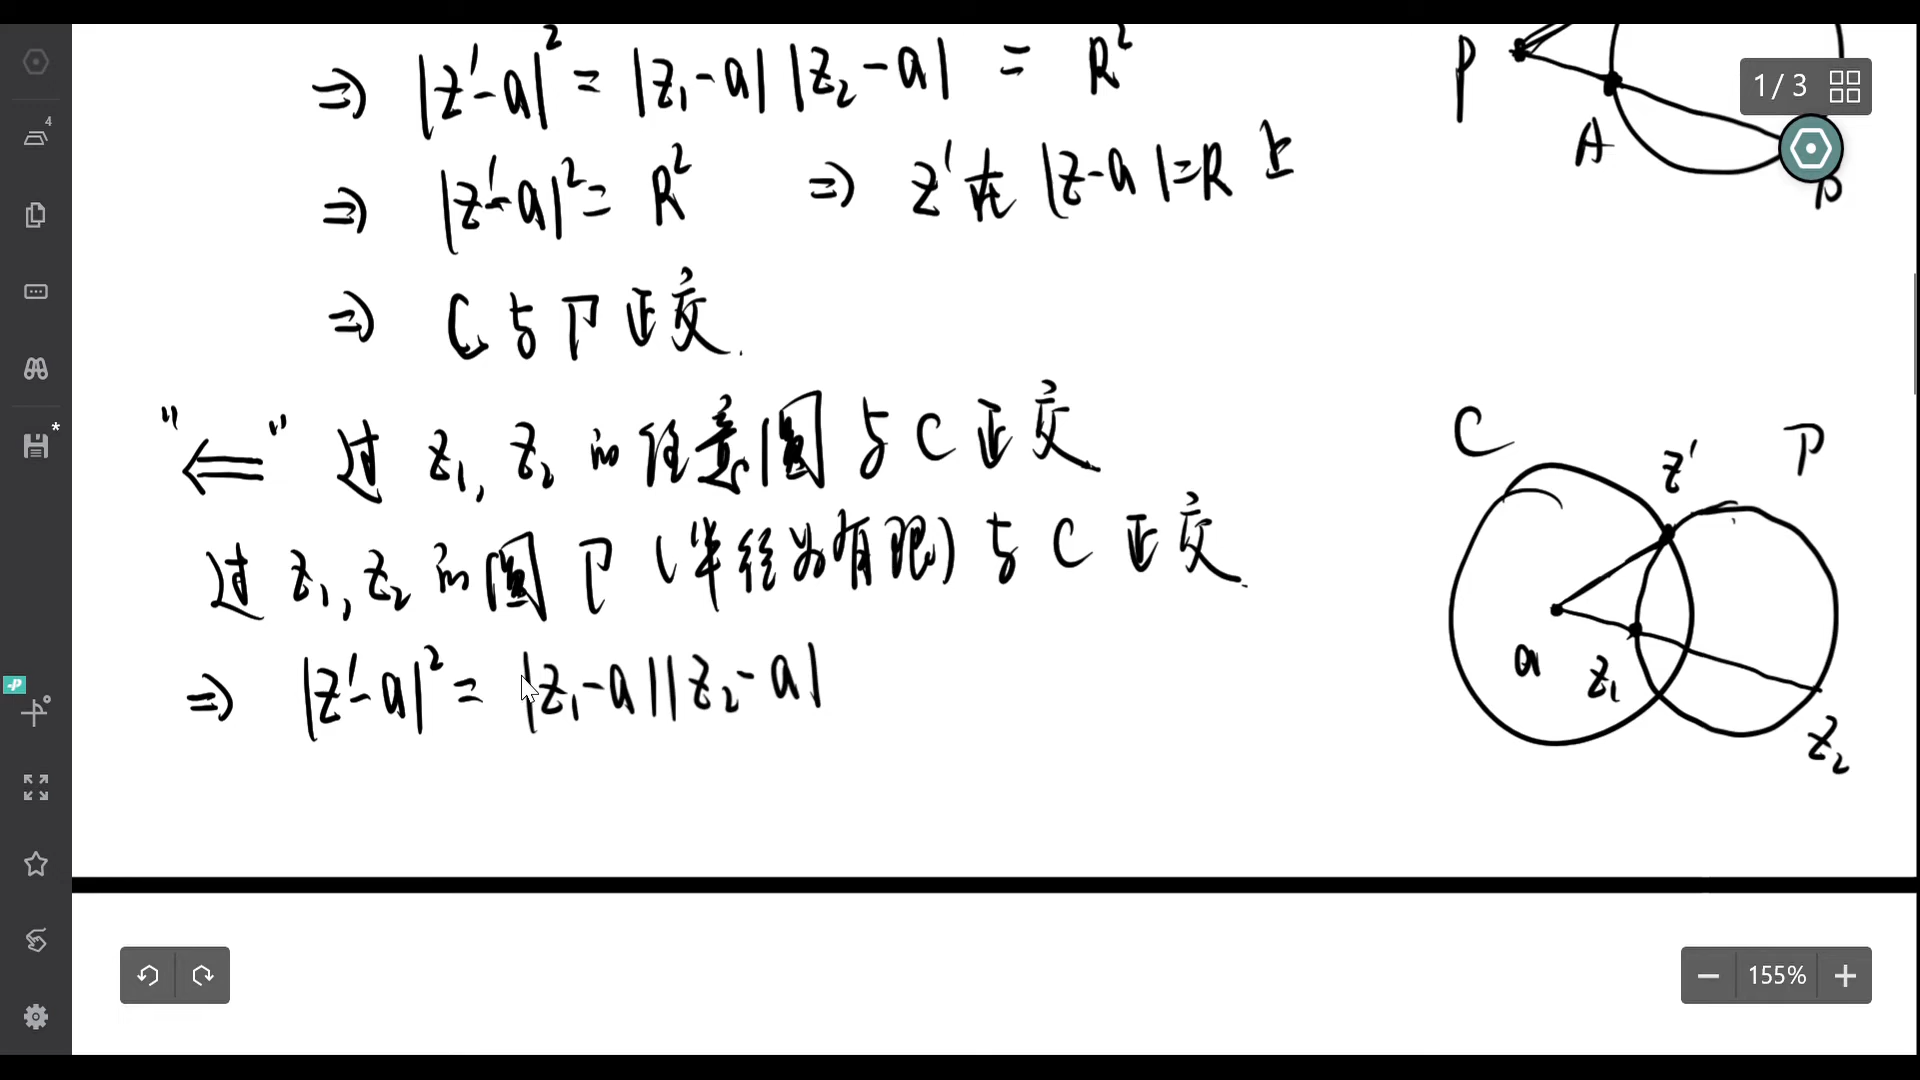 ⇒ |z'-a|² = |z₁-a| |z₂-a| = R²
⇒ |z'-a|² = R² ⇒ z' 在 |z-a|=R 上
⇒ C 与 Γ 正交.
"⇐" 过 z₁, z₂ 的任意圆与 C 正交
过 z₁, z₂ 的圆 Γ (半径为有限) 与 C 正交.
⇒ |z'-a|² = |z₁-a||z₂-a|
P
A
B
C
z'
Γ
a
z₁
z₂
1 / 3
4
*
155%